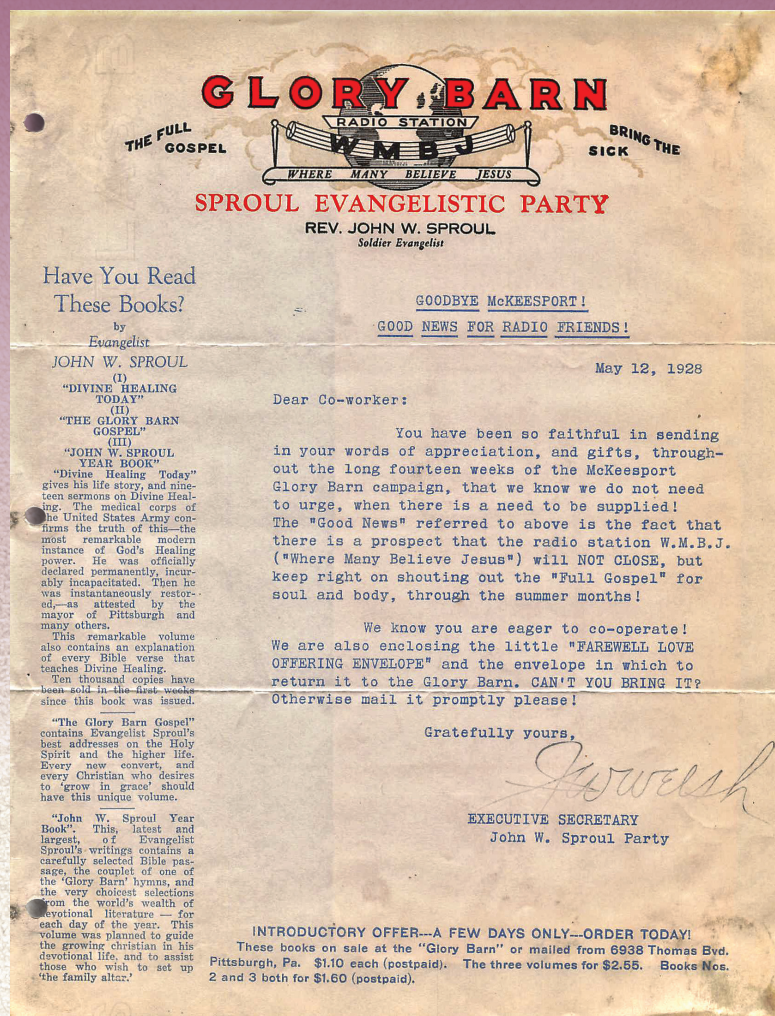 GLORY BARN
RADIO STATION
THE FULL
GOSPEL
W M B J
BRING THE
SICK
WHERE MANY BELIEVE JESUS
SPROUL EVANGELISTIC PARTY
REV. JOHN W. SPROUL
Soldier Evangelist
Have You Read
These Books?
by
Evangelist
JOHN W. SPROUL
(I)
"DIVINE HEALING
TODAY"
(II)
"THE GLORY BARN
GOSPEL"
(III)
"JOHN W. SPROUL
YEAR BOOK"
"Divine Healing Today"
gives his life story, and nine-
teen sermons on Divine Heal-
ing. The medical corps of
the United States Army con-
firms the truth of this—the
most remarkable modern
instance of God's Healing
power. He was officially
declared permanently, incur-
ably incapacitated. Then he
was instantaneously restor-
ed,—as attested by the
mayor of Pittsburgh and
many others.
This remarkable volume
also contains an explanation
of every Bible verse that
teaches Divine Healing.
Ten thousand copies have
been sold in the first weeks
since this book was issued.
"The Glory Barn Gospel"
contains Evangelist Sproul's
best addresses on the Holy
Spirit and the higher life.
Every new convert, and
every Christian who desires
to 'grow in grace' should
have this unique volume.
"John W. Sproul Year
Book". This, latest and
largest, of Evangelist
Sproul's writings contains a
carefully selected Bible pas-
sage, the couplet of one of
the 'Glory Barn' hymns, and
the very choicest selections
from the world's wealth of
devotional literature — for
each day of the year. This
volume was planned to guide
the growing christian in his
devotional life, and to assist
those who wish to set up
'the family altar.'
GOODBYE McKEESPORT!
GOOD NEWS FOR RADIO FRIENDS!
May 12, 1928
Dear Co-worker:
You have been so faithful in sending
in your words of appreciation, and gifts, through-
out the long fourteen weeks of the McKeesport
Glory Barn campaign, that we know we do not need
to urge, when there is a need to be supplied!
The "Good News" referred to above is the fact that
there is a prospect that the radio station W.M.B.J.
("Where Many Believe Jesus") will NOT CLOSE, but
keep right on shouting out the "Full Gospel" for
soul and body, through the summer months!
We know you are eager to co-operate!
We are also enclosing the little "FAREWELL LOVE
OFFERING ENVELOPE" and the envelope in which to
return it to the Glory Barn. CAN'T YOU BRING IT?
Otherwise mail it promptly please!
Gratefully yours,
JWWelsh
EXECUTIVE SECRETARY
John W. Sproul Party
INTRODUCTORY OFFER---A FEW DAYS ONLY---ORDER TODAY!
These books on sale at the "Glory Barn" or mailed from 6938 Thomas Bvd.
Pittsburgh, Pa. $1.10 each (postpaid). The three volumes for $2.55. Books Nos.
2 and 3 both for $1.60 (postpaid).